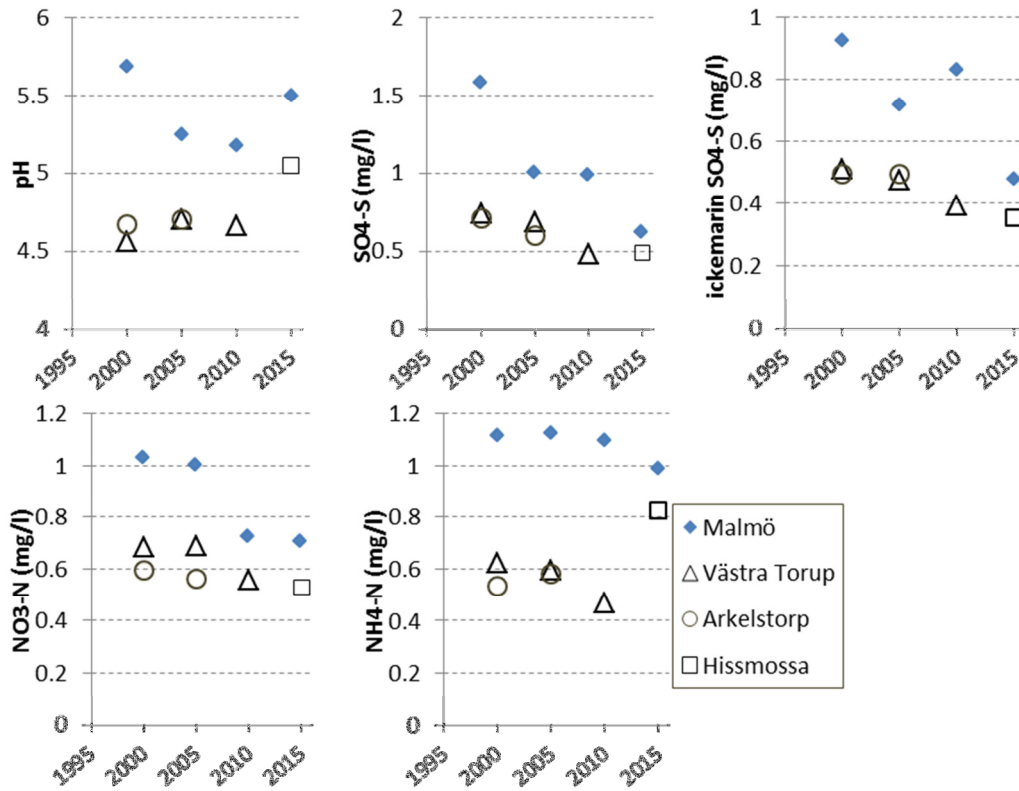 pH
6
5.5
5
4.5
4
1995 2000 2005 2010 2015
SO4-S (mg/l)
2
1.5
1
0.5
0
1995 2000 2005 2010 2015
ickemarin SO4-S (mg/l)
1
0.8
0.6
0.4
0.2
0
1995 2000 2005 2010 2015
NO3-N (mg/l)
1.2
1
0.8
0.6
0.4
0.2
0
1995 2000 2005 2010 2015
NH4-N (mg/l)
1.2
1
0.8
0.6
0.4
0.2
0
1995 2000 2005 2010 2015
Malmö
Västra Torup
Arkelstorp
Hissmossa